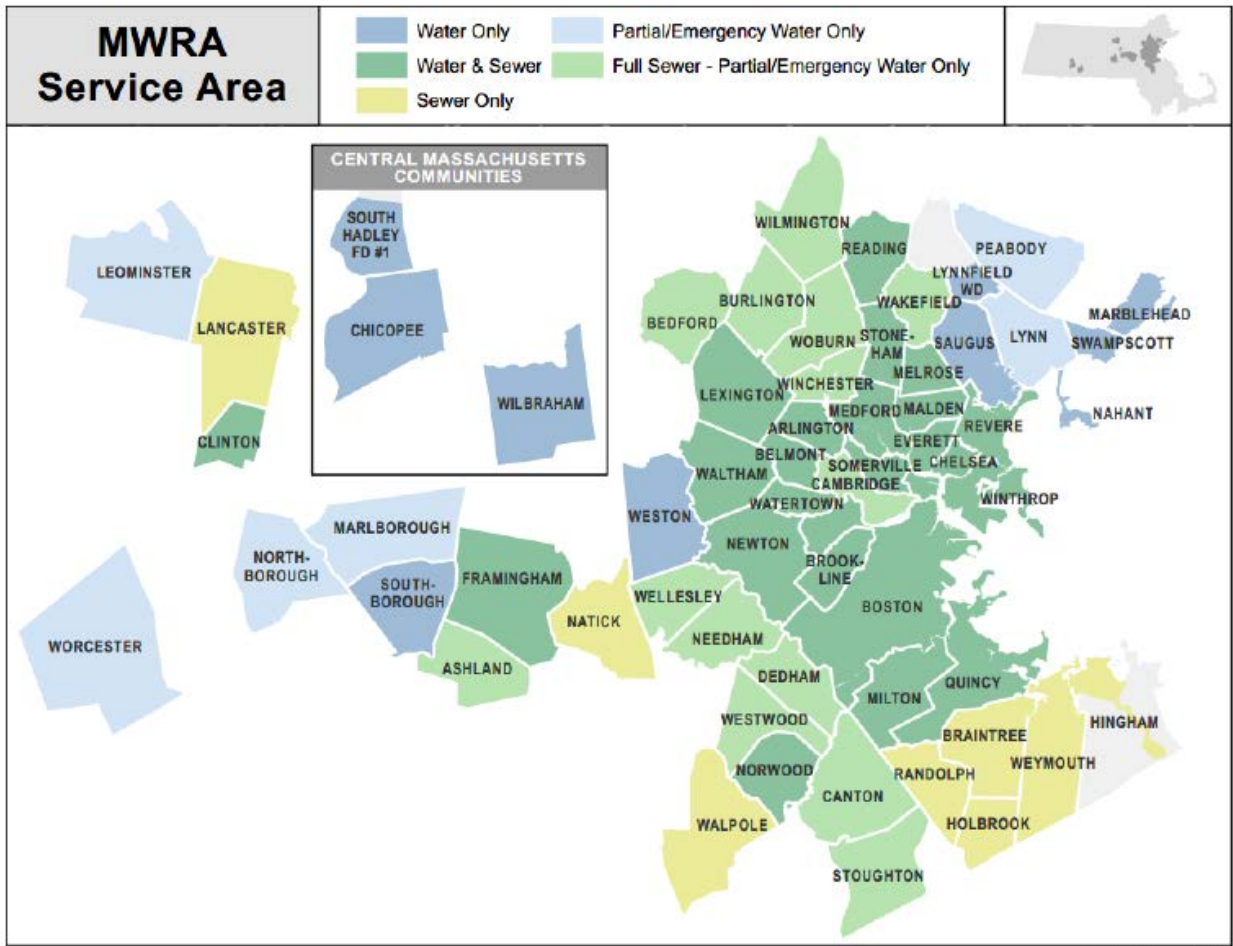 MWRA
Service Area
Water Only
Partial/Emergency Water Only
Water & Sewer
Full Sewer - Partial/Emergency Water Only
Sewer Only
CENTRAL MASSACHUSETTS
COMMUNITIES
SOUTH
HADLEY
FD #1
CHICOPEE
WILBRAHAM
LEOMINSTER
LANCASTER
CLINTON
WILMINGTON
READING
PEABODY
LYNNFIELD
WD
BURLINGTON
WAKEFIELD
MARBLEHEAD
BEDFORD
WOBURN
STONE-
HAM
SAUGUS
LYNN
SWAMPSCOTT
MELROSE
WINCHESTER
LEXINGTON
MEDFORD
MALDEN
NAHANT
ARLINGTON
REVERE
EVERETT
BELMONT
SOMERVILLE
CHELSEA
WALTHAM
CAMBRIDGE
WINTHROP
WATERTOWN
WESTON
MARLBOROUGH
NEWTON
NORTH-
BOROUGH
BROOK-
LINE
SOUTH-
BOROUGH
FRAMINGHAM
WELLESLEY
BOSTON
NATICK
NEEDHAM
WORCESTER
ASHLAND
DEDHAM
QUINCY
MILTON
WESTWOOD
HINGHAM
BRAINTREE
WEYMOUTH
NORWOOD
RANDOLPH
CANTON
WALPOLE
HOLBROOK
STOUGHTON